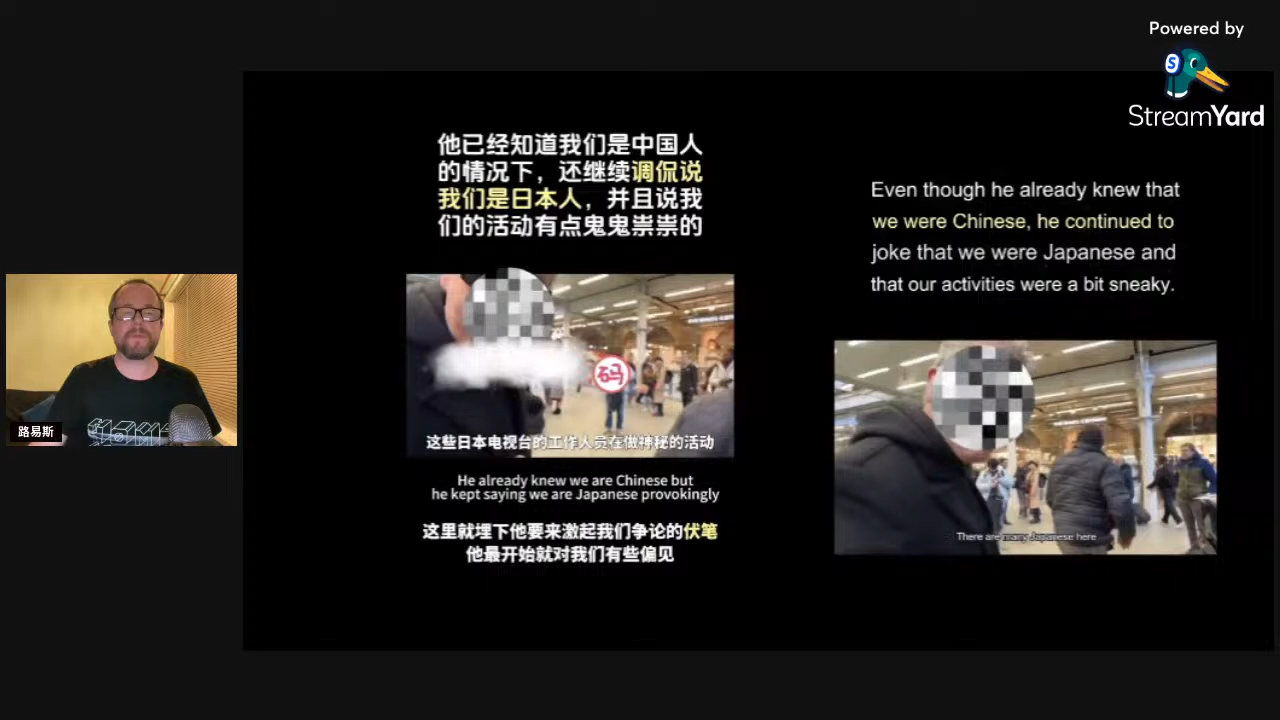 Powered by
StreamYard
他已经知道我们是中国人
的情况下，还继续调侃说
我们是日本人，并且说我
们的活动有点鬼鬼祟祟的
码
这些日本电视台的工作人员在做神秘的活动
He already knew we are Chinese but
he kept saying we are Japanese provokingly
这里就埋下他要来激起我们争论的伏笔
他最开始就对我们有些偏见
Even though he already knew that
we were Chinese, he continued to
joke that we were Japanese and
that our activities were a bit sneaky.
There are many Japanese here
路易斯